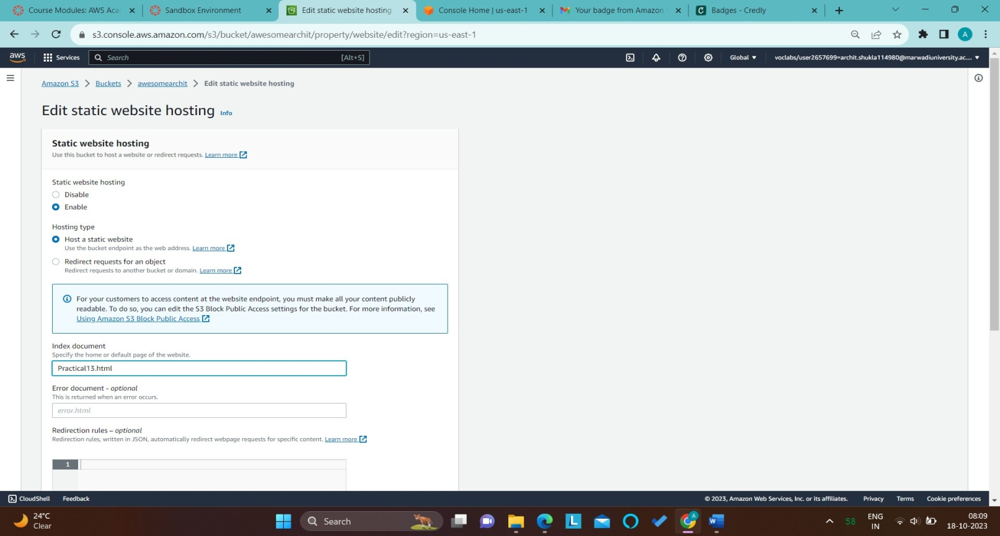 Course Modules: AWS Aca
Sandbox Environment
Edit static website hosting
Console Home | us-east-1
Your badge from Amazon
Badges - Credly
s3.console.aws.amazon.com/s3/bucket/awesomearchit/property/website/edit?region=us-east-1
A
aws
Services
Search
[Alt+S]
Global
voclabs/user2657699=archit.shukla114980@marwadiuniversity.ac....
Amazon S3
Buckets
awesomearchit
Edit static website hosting
Edit static website hosting Info
Static website hosting
Use this bucket to host a website or redirect requests. Learn more
Static website hosting
Disable
Enable
Hosting type
Host a static website
Use the bucket endpoint as the web address. Learn more
Redirect requests for an object
Redirect requests to another bucket or domain. Learn more
For your customers to access content at the website endpoint, you must make all your content publicly
readable. To do so, you can edit the S3 Block Public Access settings for the bucket. For more information, see
Using Amazon S3 Block Public Access
Index document
Specify the home or default page of the website.
Practical13.html
Error document - optional
This is returned when an error occurs.
error.html
Redirection rules – optional
Redirection rules, written in JSON, automatically redirect webpage requests for specific content. Learn more
1
CloudShell
Feedback
© 2023, Amazon Web Services, Inc. or its affiliates.
Privacy
Terms
Cookie preferences
24°C
Clear
Search
L
A
W
58
ENG
IN
08:09
18-10-2023